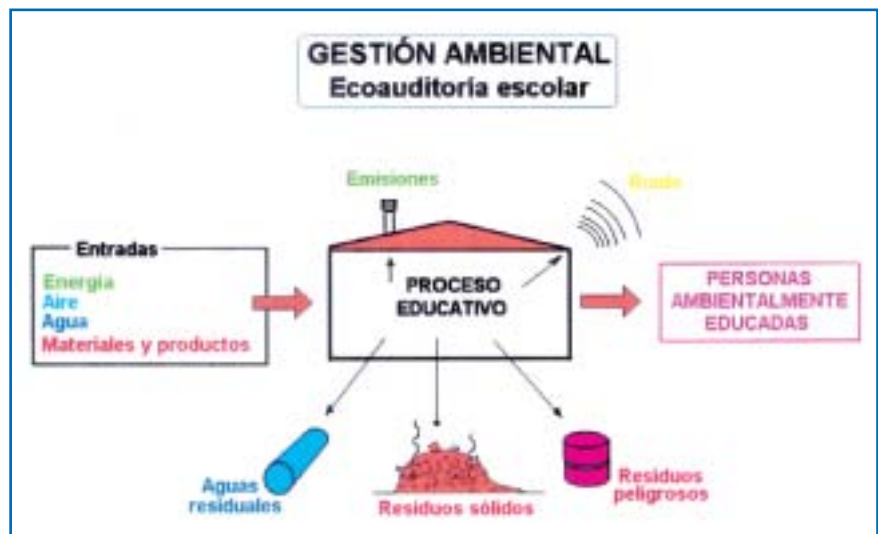 GESTIÓN AMBIENTAL
Ecoauditoría escolar
Emisiones
Ruido
Entradas
Energía
Aire
Agua
Materiales y productos
PROCESO
EDUCATIVO
PERSONAS
AMBIENTALMENTE
EDUCADAS
Aguas
residuales
Residuos sólidos
Residuos
peligrosos